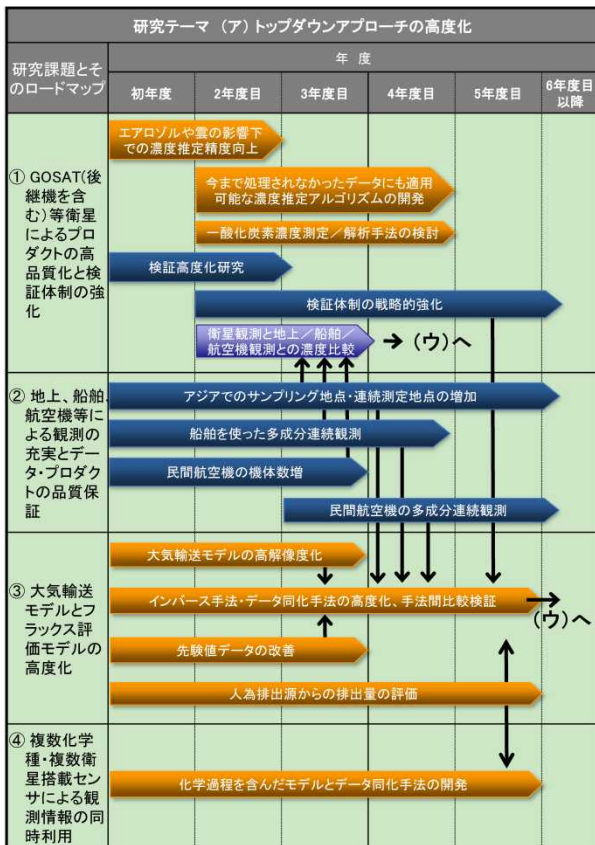 研究テーマ (ア)トップダウンアプローチの高度化
研究課題とそ
のロードマップ
年 度
初年度
2年度目
3年度目
4年度目
5年度目
6年度目
以降
① GOSAT(後
継機を含
む)等衛星
によるプロ
ダクトの高
品質化と検
証体制の強
化
エアロゾルや雲の影響下
での濃度推定精度向上
今まで処理されなかったデータにも適用
可能な濃度推定アルゴリズムの開発
一酸化炭素濃度測定/解析手法の検討
検証高度化研究
検証体制の戦略的強化
衛星観測と地上/船舶/
航空機観測との濃度比較
→ (ウ)へ
② 地上、船舶、
航空機等に
よる観測の
充実とデー
タ・プロダク
トの品質保
証
アジアでのサンプリング地点・連続測定地点の増加
船舶を使った多成分連続観測
民間航空機の機体数増
民間航空機の多成分連続観測
③ 大気輸送
モデルとフ
ラックス評
価モデルの
高度化
大気輸送モデルの高解像度化
インバース手法・データ同化手法の高度化、手法間比較検証
(ウ)へ
先験値データの改善
人為排出源からの排出量の評価
④ 複数化学
種・複数衛
星搭載セン
サによる観
測情報の同
時利用
化学過程を含んだモデルとデータ同化手法の開発